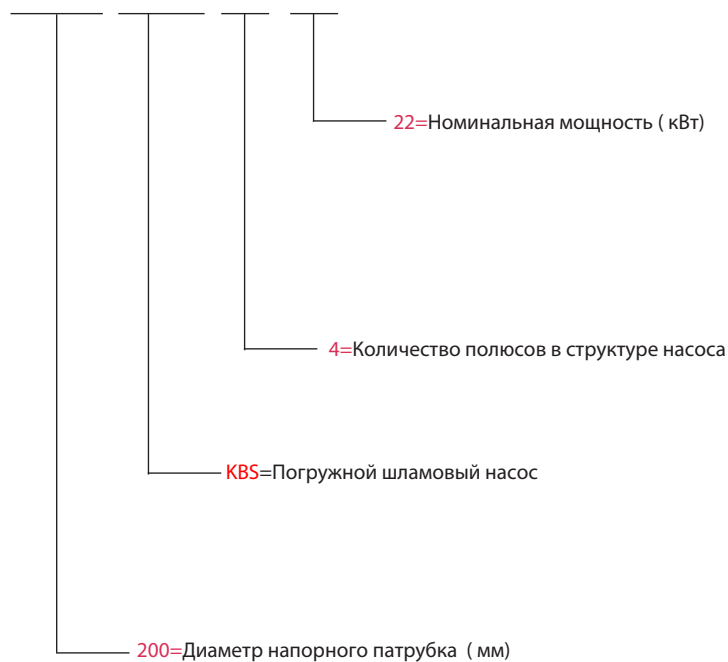 22=Номинальная мощность ( кВт)
4=Количество полюсов в структуре насоса
KBS=Погружной шламовый насос
200=Диаметр напорного патрубка ( мм)